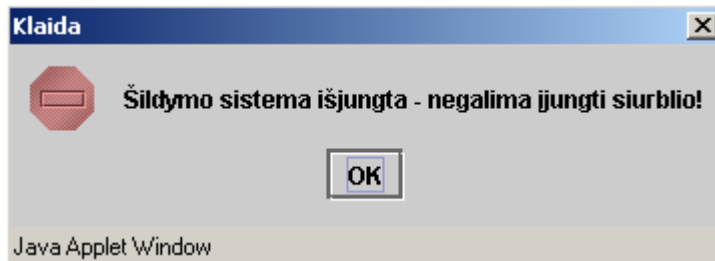 Klaida
Šildymo sistema išjungta - negalima įjungti siurblio!
OK
Java Applet Window